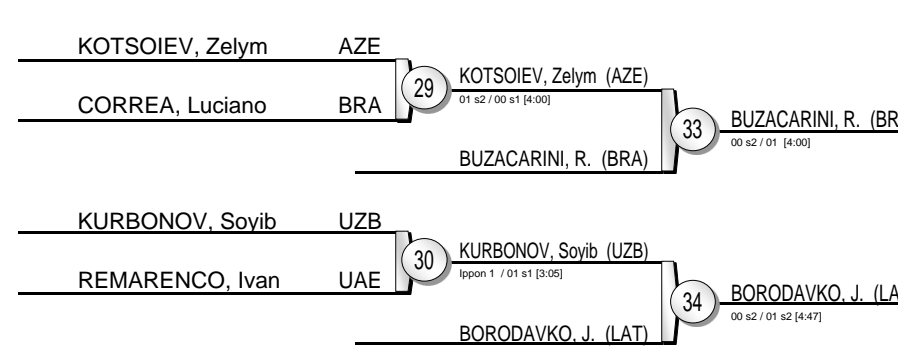 KOTSOIEV, Zelym AZE
CORREA, Luciano BRA
29
KOTSOIEV, Zelym (AZE)
01 s2 / 00 s1 [4:00]
BUZACARINI, R. (BRA)
33
BUZACARINI, R. (BR
00 s2 / 01 [4:00]
KURBONOV, Soyib UZB
REMARENCO, Ivan UAE
30
KURBONOV, Soyib (UZB)
Ippon 1 / 01 s1 [3:05]
BORODAVKO, J. (LAT)
34
BORODAVKO, J. (LA
00 s2 / 01 s2 [4:47]